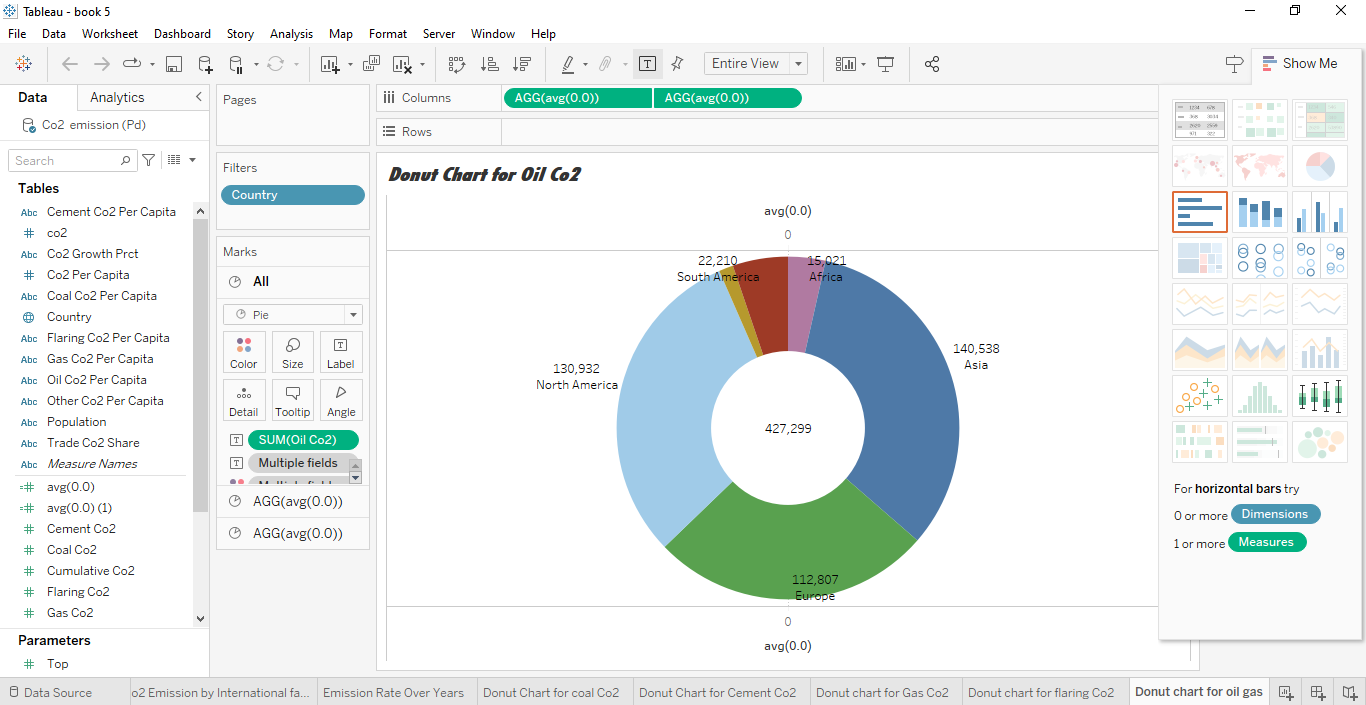 Tableau - book 5
File Data Worksheet Dashboard Story Analysis Map Format Server Window Help
Entire View
Show Me
Data Analytics
Co2 emission (Pd)
Search
Tables
Abc Cement Co2 Per Capita
# co2
Abc Co2 Growth Prct
# Co2 Per Capita
Abc Coal Co2 Per Capita
Country
Abc Flaring Co2 Per Capita
Abc Gas Co2 Per Capita
Abc Oil Co2 Per Capita
Abc Other Co2 Per Capita
Abc Population
Abc Trade Co2 Share
Abc Measure Names
=# avg(0.0)
=# avg(0.0) (1)
# Cement Co2
# Coal Co2
# Cumulative Co2
# Flaring Co2
# Gas Co2
Parameters
# Top
Pages
Filters
Country
Marks
All
Pie
Color Size Label
Detail Tooltip Angle
SUM(Oil Co2)
Multiple fields
AGG(avg(0.0))
AGG(avg(0.0))
Columns AGG(avg(0.0)) AGG(avg(0.0))
Rows
Donut Chart for Oil Co2
avg(0.0)
0
22,210
South America
15,021
Africa
140,538
Asia
130,932
North America
427,299
112,807
Europe
0
avg(0.0)
For horizontal bars try
0 or more Dimensions
1 or more Measures
Data Source o2 Emission by International fa... Emission Rate Over Years Donut Chart for coal Co2 Donut Chart for Cement Co2 Donut chart for Gas Co2 Donut chart for flaring Co2 Donut chart for oil gas